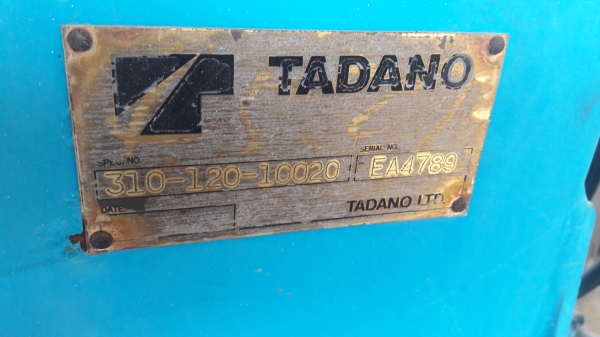 TADANO
SPEC. NO. SERIAL NO.
310-120-10020 EA4789
DATE
TADANO LTD.